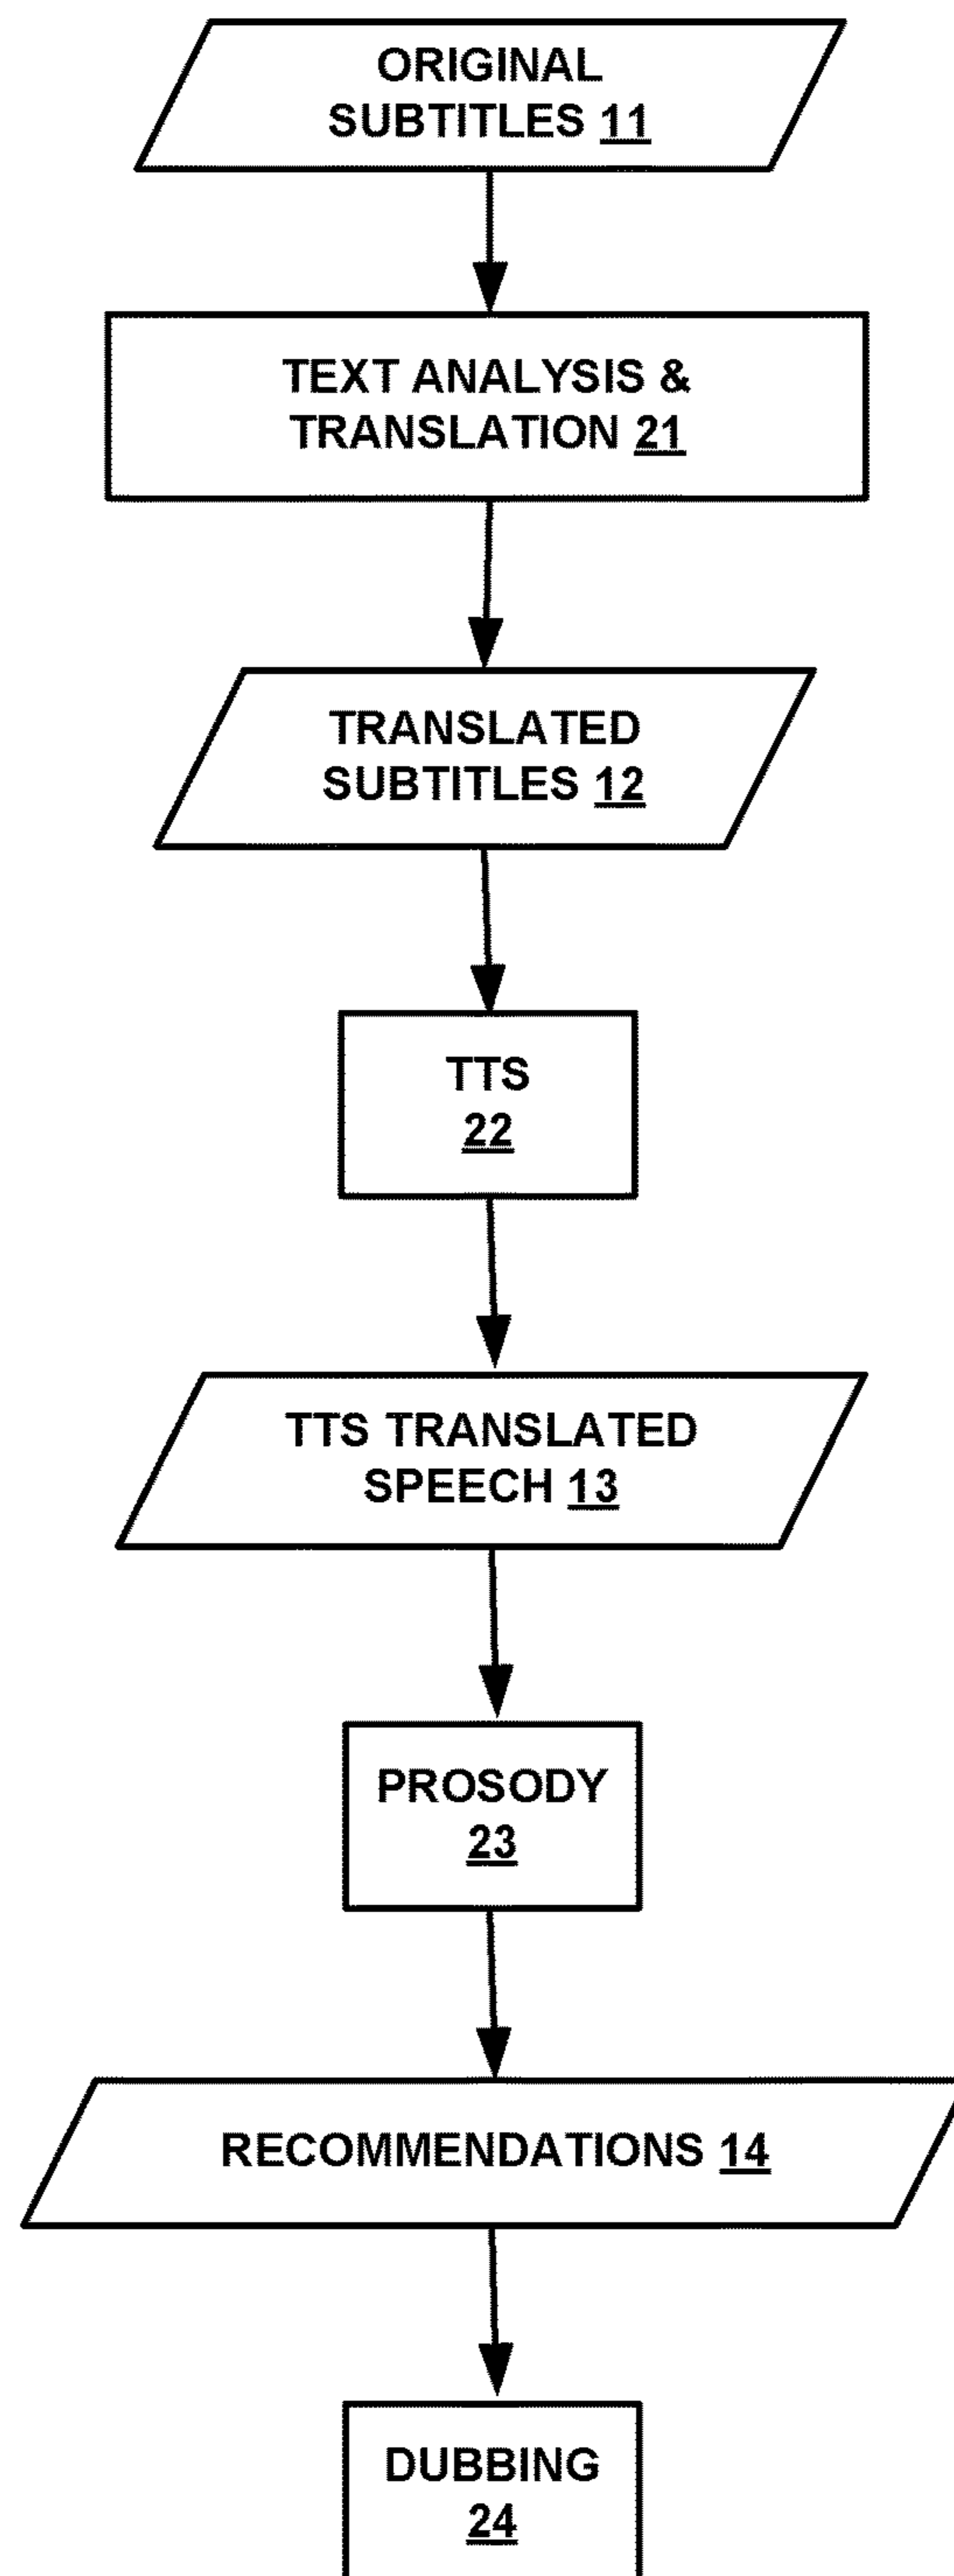 ORIGINAL
SUBTITLES 11
TEXT ANALYSIS &
TRANSLATION 21
TRANSLATED
SUBTITLES 12
TTS
22
TTS TRANSLATED
SPEECH 13
PROSODY
23
RECOMMENDATIONS 14
DUBBING
24